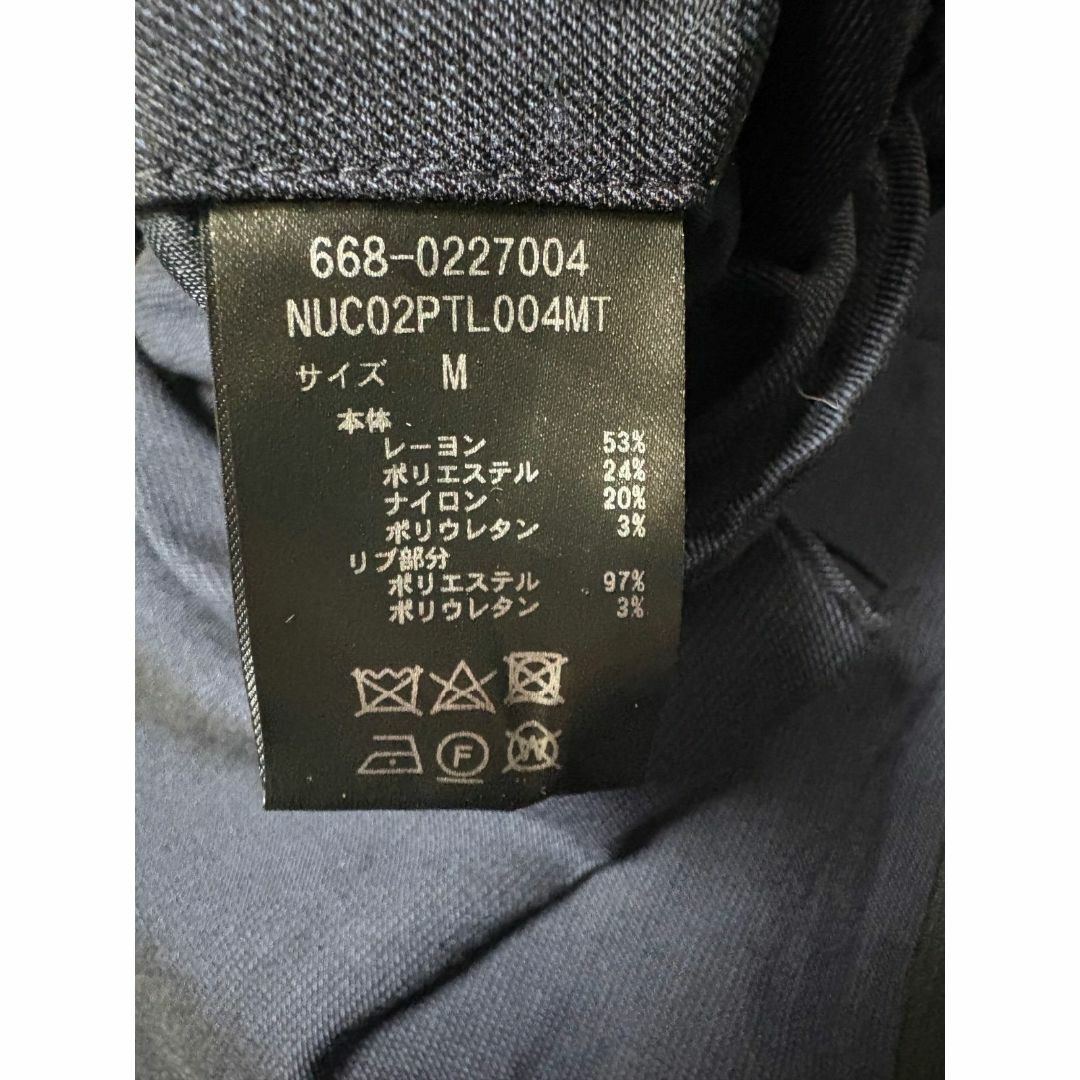 668-0227004
NUC02PTL004MT
サイズ M
本体
レーヨン 53%
ポリエステル 24%
ナイロン 20%
ポリウレタン 3%
リブ部分
ポリエステル 97%
ポリウレタン 3%
F W